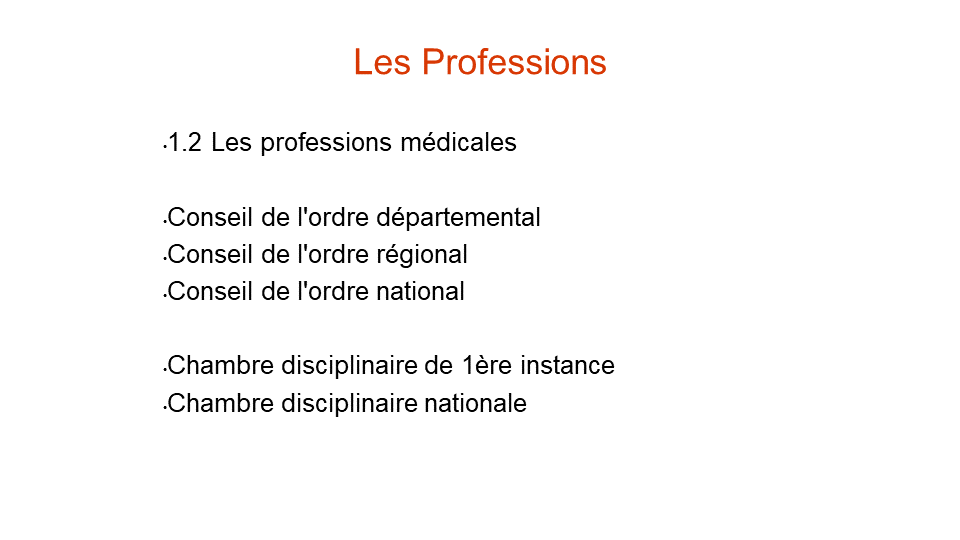 Les Professions
·1.2 Les professions médicales
·Conseil de l'ordre départemental
·Conseil de l'ordre régional
·Conseil de l'ordre national
·Chambre disciplinaire de 1ère instance
·Chambre disciplinaire nationale